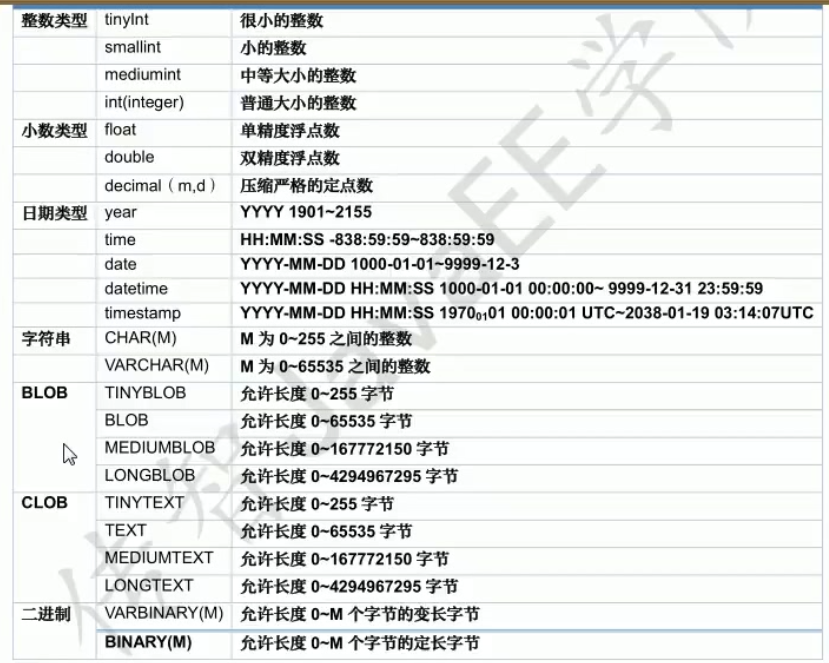 整数类型 tinyInt 很小的整数
smallint 小的整数
mediumint 中等大小的整数
int(integer) 普通大小的整数
小数类型 float 单精度浮点数
double 双精度浮点数
decimal（m,d） 压缩严格的定点数
日期类型 year YYYY 1901~2155
time HH:MM:SS -838:59:59~838:59:59
date YYYY-MM-DD 1000-01-01~9999-12-3
datetime YYYY-MM-DD HH:MM:SS 1000-01-01 00:00:00~ 9999-12-31 23:59:59
timestamp YYYY-MM-DD HH:MM:SS 1970₀₁01 00:00:01 UTC~2038-01-19 03:14:07UTC
字符串 CHAR(M) M 为 0~255 之间的整数
VARCHAR(M) M 为 0~65535 之间的整数
BLOB TINYBLOB 允许长度 0~255 字节
BLOB 允许长度 0~65535 字节
MEDIUMBLOB 允许长度 0~167772150 字节
LONGBLOB 允许长度 0~4294967295 字节
CLOB TINYTEXT 允许长度 0~255 字节
TEXT 允许长度 0~65535 字节
MEDIUMTEXT 允许长度 0~167772150 字节
LONGTEXT 允许长度 0~4294967295 字节
二进制 VARBINARY(M) 允许长度 0~M 个字节的变长字节
BINARY(M) 允许长度 0~M 个字节的定长字节
传智JavaEE学